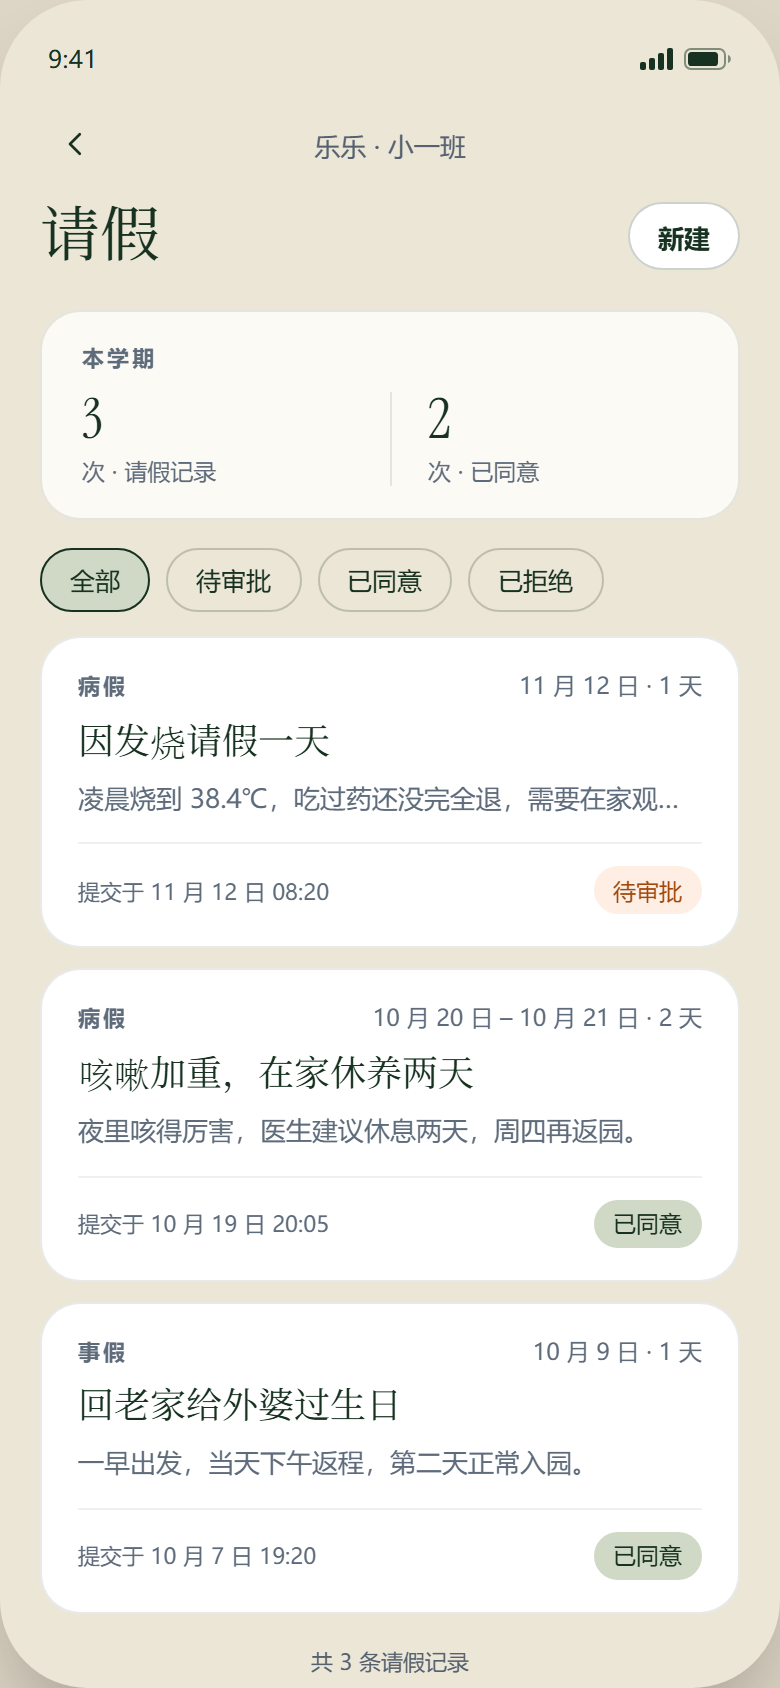 9:41
乐乐 · 小一班
请假
新建
本学期
3
次 · 请假记录
2
次 · 已同意
全部
待审批
已同意
已拒绝
病假
11 月 12 日 · 1 天
因发烧请假一天
凌晨烧到 38.4℃，吃过药还没完全退，需要在家观...
提交于 11 月 12 日 08:20
待审批
病假
10 月 20 日 – 10 月 21 日 · 2 天
咳嗽加重，在家休养两天
夜里咳得厉害，医生建议休息两天，周四再返园。
提交于 10 月 19 日 20:05
已同意
事假
10 月 9 日 · 1 天
回老家给外婆过生日
一早出发，当天下午返程，第二天正常入园。
提交于 10 月 7 日 19:20
已同意
共 3 条请假记录